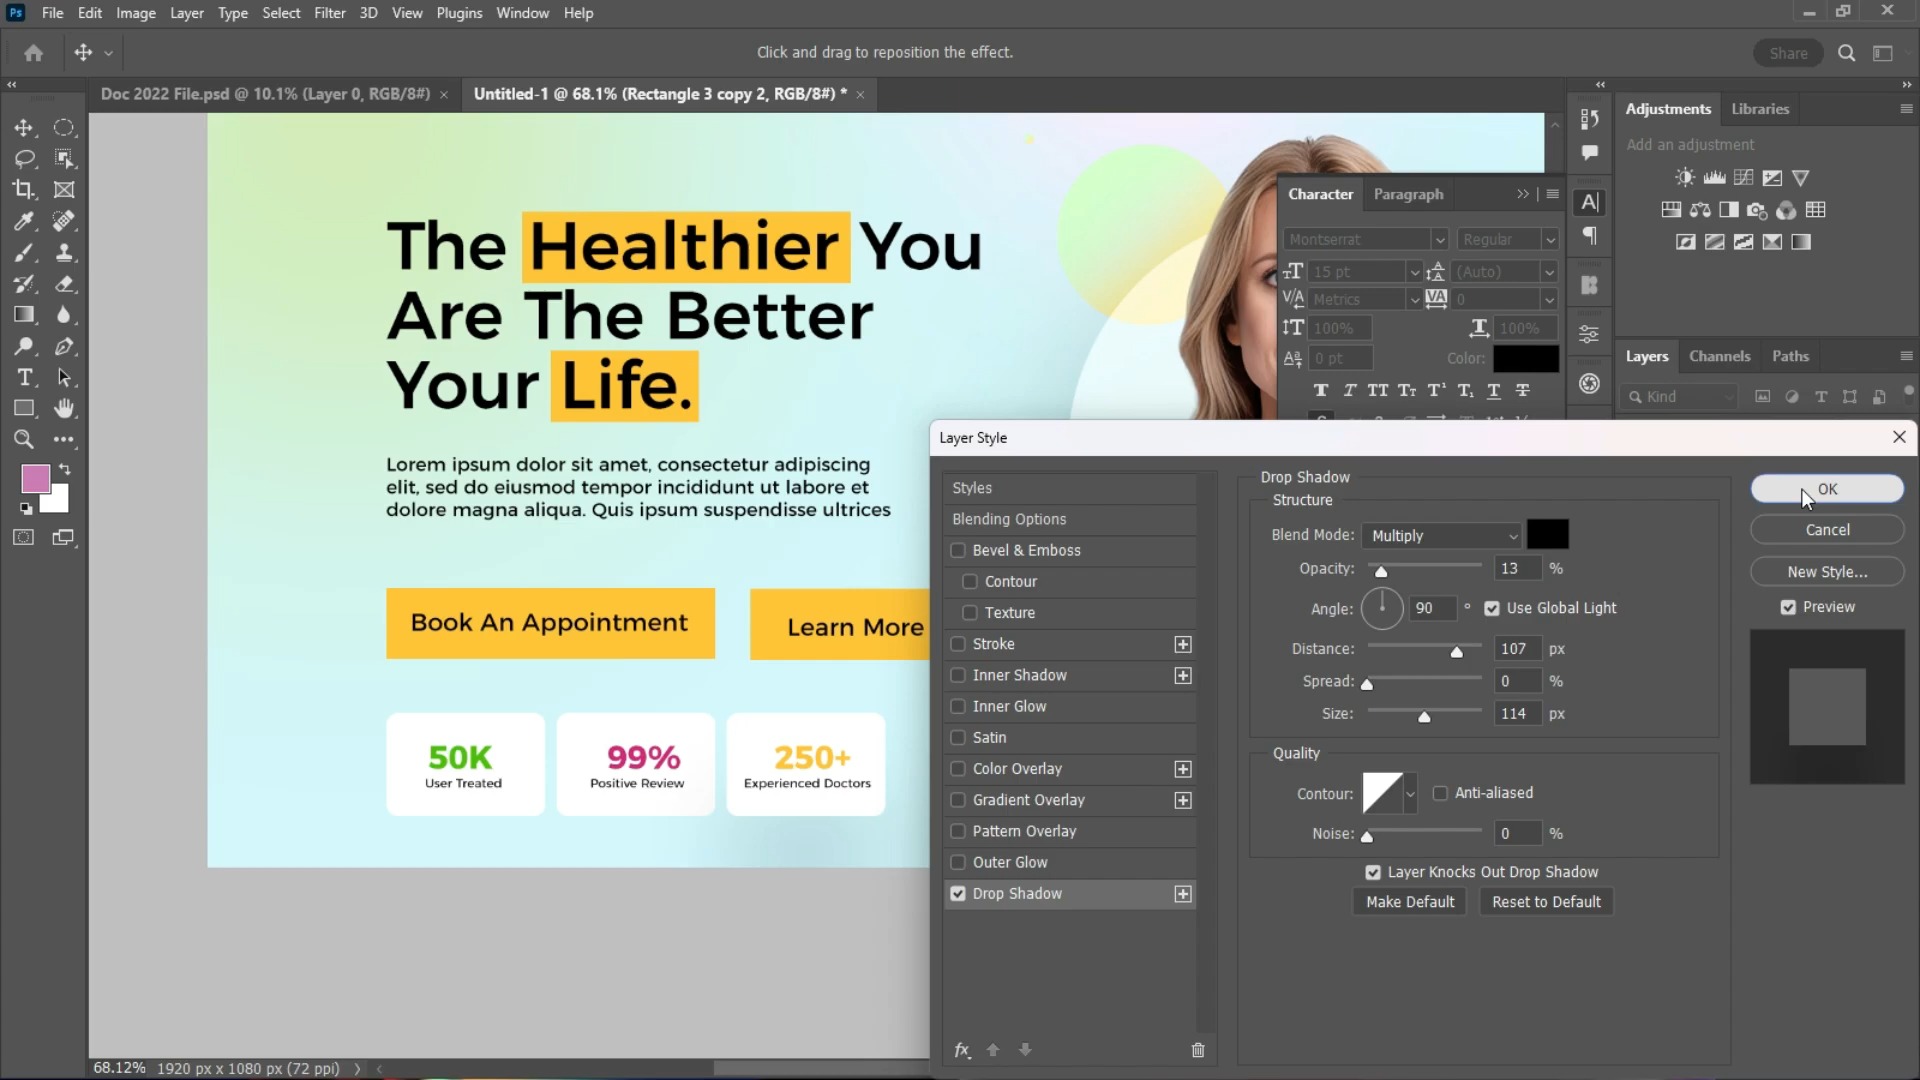 Ps File Edit Image Layer Type Select Filter 3D View Plugins Window Help
Click and drag to reposition the effect.
Share
Doc 2022 File.psd @ 10.1% (Layer 0, RGB/8#) ×
Untitled-1 @ 68.1% (Rectangle 3 copy 2, RGB/8#) * ×
The Healthier You
Are The Better
Your Life.
Lorem ipsum dolor sit amet, consectetur adipiscing
elit, sed do eiusmod tempor incididunt ut labore et
dolore magna aliqua. Quis ipsum suspendisse ultrices
Book An Appointment
Learn More
50K
User Treated
99%
Positive Review
250+
Experienced Doctors
68.12% 1920 px x 1080 px (72 ppi)
Character Paragraph
Montserrat Regular
15 pt (Auto)
Metrics 0
100% 100%
0 pt Color:
Adjustments Libraries
Add an adjustment
Layers Channels Paths
Kind
Layer Style
Styles
Blending Options
Bevel & Emboss
Contour
Texture
Stroke
Inner Shadow
Inner Glow
Satin
Color Overlay
Gradient Overlay
Pattern Overlay
Outer Glow
Drop Shadow
fx
Drop Shadow
Structure
Blend Mode: Multiply
Opacity: 13 %
Angle: 90 ° Use Global Light
Distance: 107 px
Spread: 0 %
Size: 114 px
Quality
Contour: Anti-aliased
Noise: 0 %
Layer Knocks Out Drop Shadow
Make Default Reset to Default
OK
Cancel
New Style...
Preview